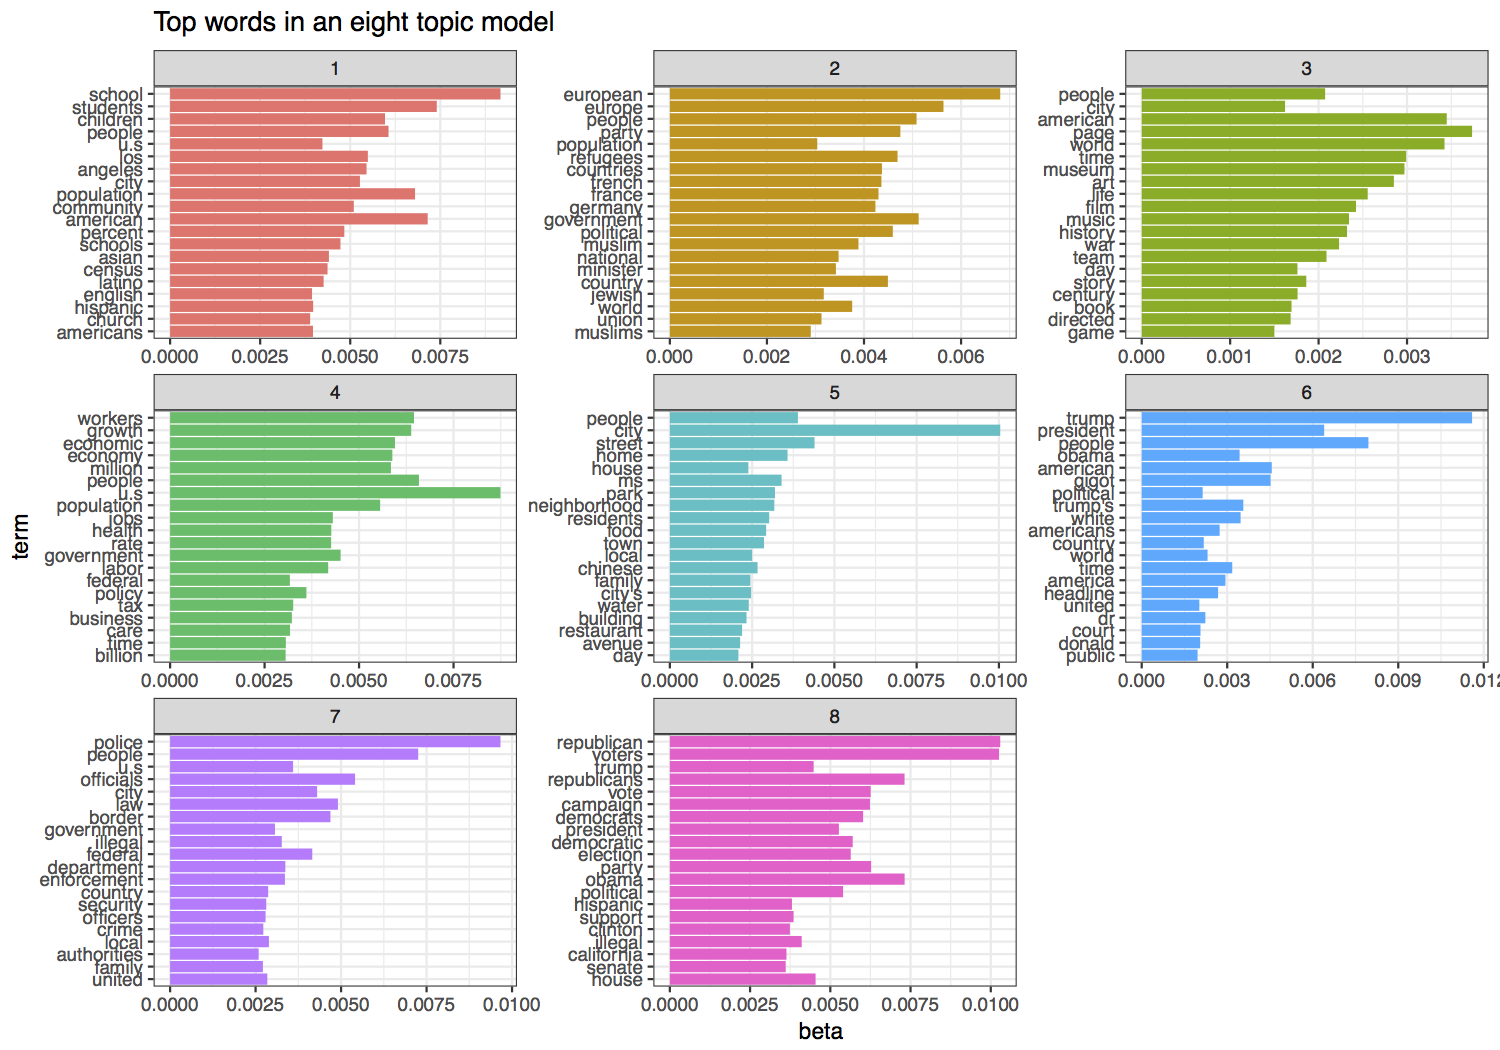 Top words in an eight topic model
1
school
students
children
people
u.s
los
angeles
city
population
community
american
percent
schools
asian
census
latino
english
hispanic
church
americans
0.0000 0.0025 0.0050 0.0075
2
european
europe
people
party
population
refugees
countries
french
france
germany
government
political
muslim
national
minister
country
jewish
world
union
muslims
0.000 0.002 0.004 0.006
3
people
city
american
page
world
time
museum
art
life
film
music
history
war
team
day
story
century
book
directed
game
0.000 0.001 0.002 0.003
term
4
workers
growth
economic
economy
million
people
u.s
population
jobs
health
rate
government
labor
federal
policy
tax
business
care
time
billion
0.0000 0.0025 0.0050 0.0075
5
people
city
street
home
house
ms
park
neighborhood
residents
food
town
local
chinese
family
city's
water
building
restaurant
avenue
day
0.0000 0.0025 0.0050 0.0075 0.0100
6
trump
president
people
obama
american
gigot
political
trump's
white
americans
country
world
time
america
headline
united
dr
court
donald
public
0.000 0.003 0.006 0.009 0.012
7
police
people
u.s
officials
city
law
border
government
illegal
federal
department
enforcement
country
security
officers
crime
local
authorities
family
united
0.0000 0.0025 0.0050 0.0075 0.0100
8
republican
voters
trump
republicans
vote
campaign
democrats
president
democratic
election
party
obama
political
hispanic
support
clinton
illegal
california
senate
house
0.0000 0.0025 0.0050 0.0075 0.0100
beta